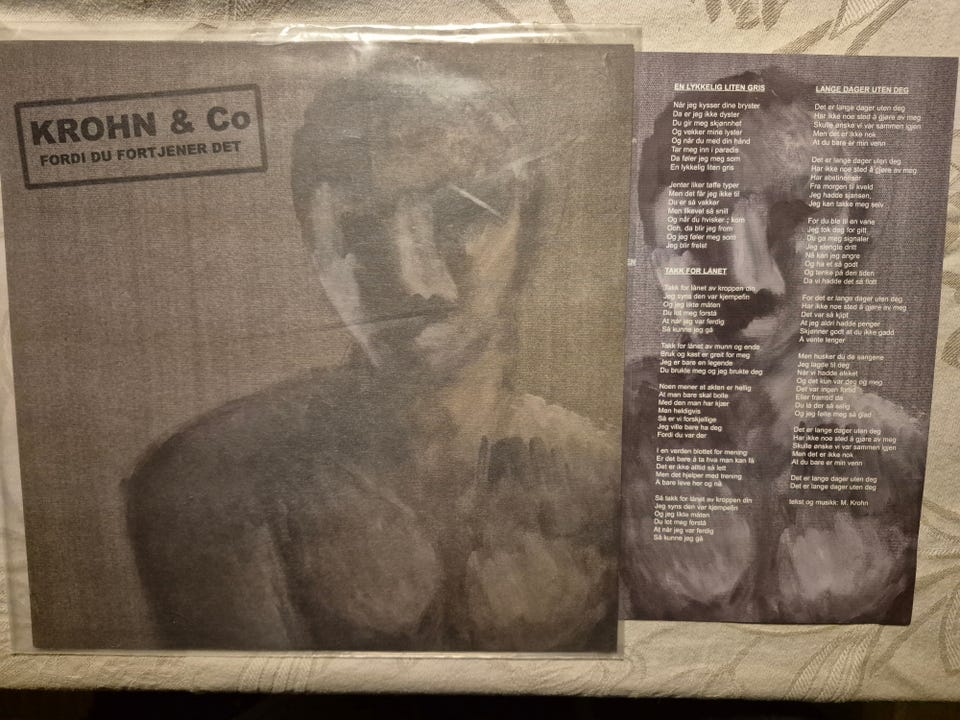 KROHN & Co
FORDI DU FORTJENER DET
EN
EN LYKKELIG LITEN GRIS
Når jeg kysser dine bryster
Da er jeg ikke dyster
Du gir meg skjønnhet
Og vekker mine lyster
Og når du med din hånd
Tar meg inn i paradis
Da føler jeg meg som
En lykkelig liten gris
Jenter liker tøffe typer
Men det får jeg ikke til
Du er så vakker
Men likevel så snill
Og når du hvisker ; kom
Ooh, da blir jeg from
Og jeg føler meg som
Jeg blir frelst
TAKK FOR LÅNET
Takk for lånet av kroppen din
Jeg syns den var kjempefin
Og jeg likte måten
Du lot meg forstå
At når jeg var ferdig
Så kunne jeg gå
Takk for lånet av munn og ende
Bruk og kast er greit for meg
Jeg er bare en legende
Du brukte meg og jeg brukte deg
Noen mener at akten er hellig
At man bare skal bolle
Med den man har kjær
Men heldigvis
Så er vi forskjellige
Jeg ville bare ha deg
Fordi du var der
I en verden blottet for mening
Er det bare å ta hva man kan få
Det er ikke alltid så lett
Men det hjelper med trening
Å bare leve her og nå
Så takk for lånet av kroppen din
Jeg syns den var kjempefin
Og jeg likte måten
Du lot meg forstå
At når jeg var ferdig
Så kunne jeg gå
LANGE DAGER UTEN DEG
Det er lange dager uten deg
Har ikke noe sted å gjøre av meg
Skulle ønske vi var sammen igjen
Men det er ikke nok
At du bare er min venn
Det er lange dager uten deg
Har ikke noe sted å gjøre av meg
Har abstinenser
Fra morgen til kveld
Jeg hadde sjansen,
Jeg kan takke meg selv
For du ble til en vane
Jeg tok deg for gitt
Du ga meg signaler
Jeg slengte dritt
Nå kan jeg angre
Og ha et så godt
Og tenke på den tiden
Da vi hadde det så flott
For det er lange dager uten deg
Har ikke noe sted å gjøre av meg
Det var så kjipt
At jeg aldri hadde penger
Skjønner godt at du ikke gadd
Å vente lenger
Men husker du de sangene
Jeg lagde til deg
Når vi hadde elsket
Og det kun var deg og meg
Det var ingen fortid
Eller framtid da
Du lå der så salig
Og jeg følte meg så glad
Det er lange dager uten deg
Har ikke noe sted å gjøre av meg
Skulle ønske vi var sammen igjen
Men det er ikke nok
At du bare er min venn
Det er lange dager uten deg
Det er lange dager uten deg
tekst og musikk: M. Krohn